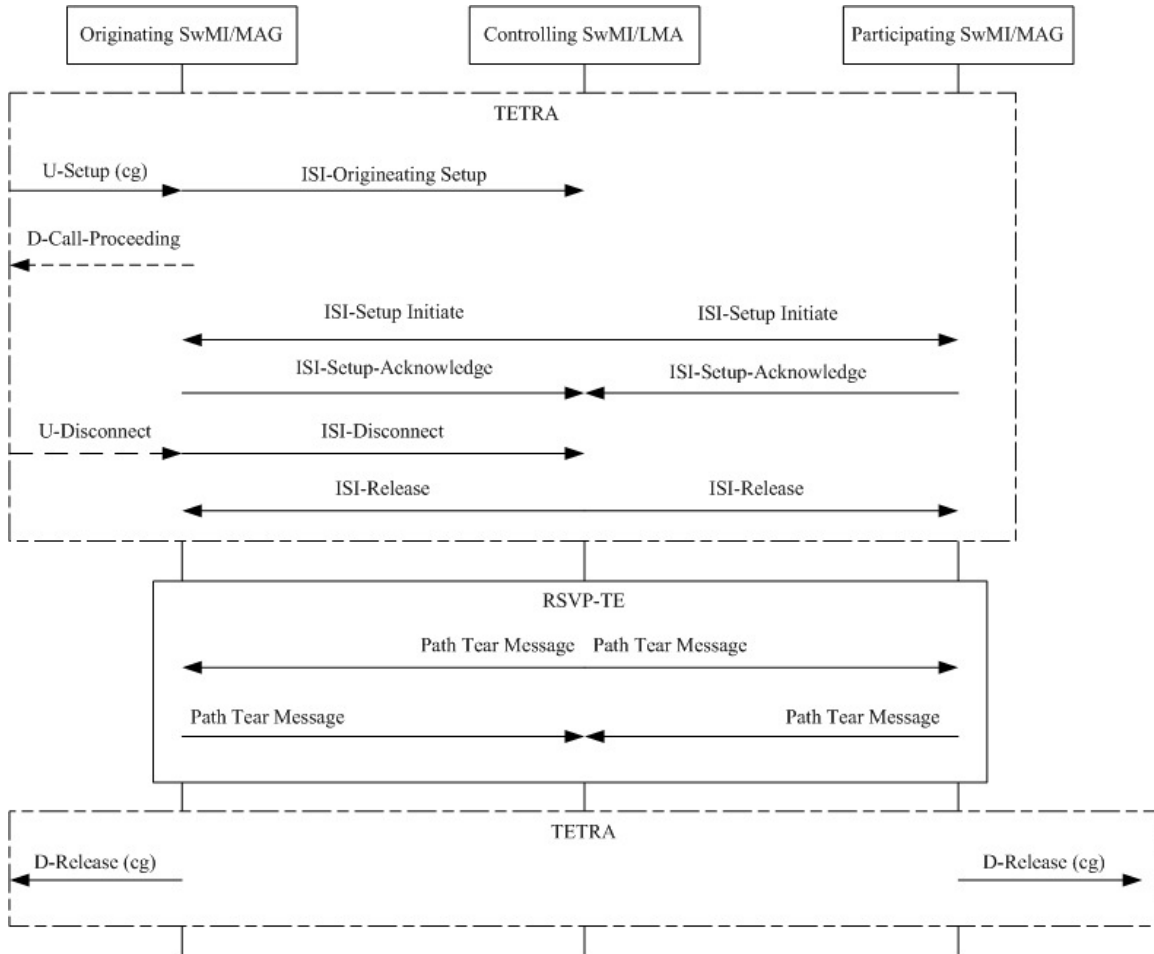 Originating SwMI/MAG
Controlling SwMI/LMA
Participating SwMI/MAG
TETRA
U-Setup (cg)
ISI-Origineating Setup
D-Call-Proceeding
ISI-Setup Initiate
ISI-Setup Initiate
ISI-Setup-Acknowledge
ISI-Setup-Acknowledge
U-Disconnect
ISI-Disconnect
ISI-Release
ISI-Release
RSVP-TE
Path Tear Message
Path Tear Message
Path Tear Message
Path Tear Message
TETRA
D-Release (cg)
D-Release (cg)